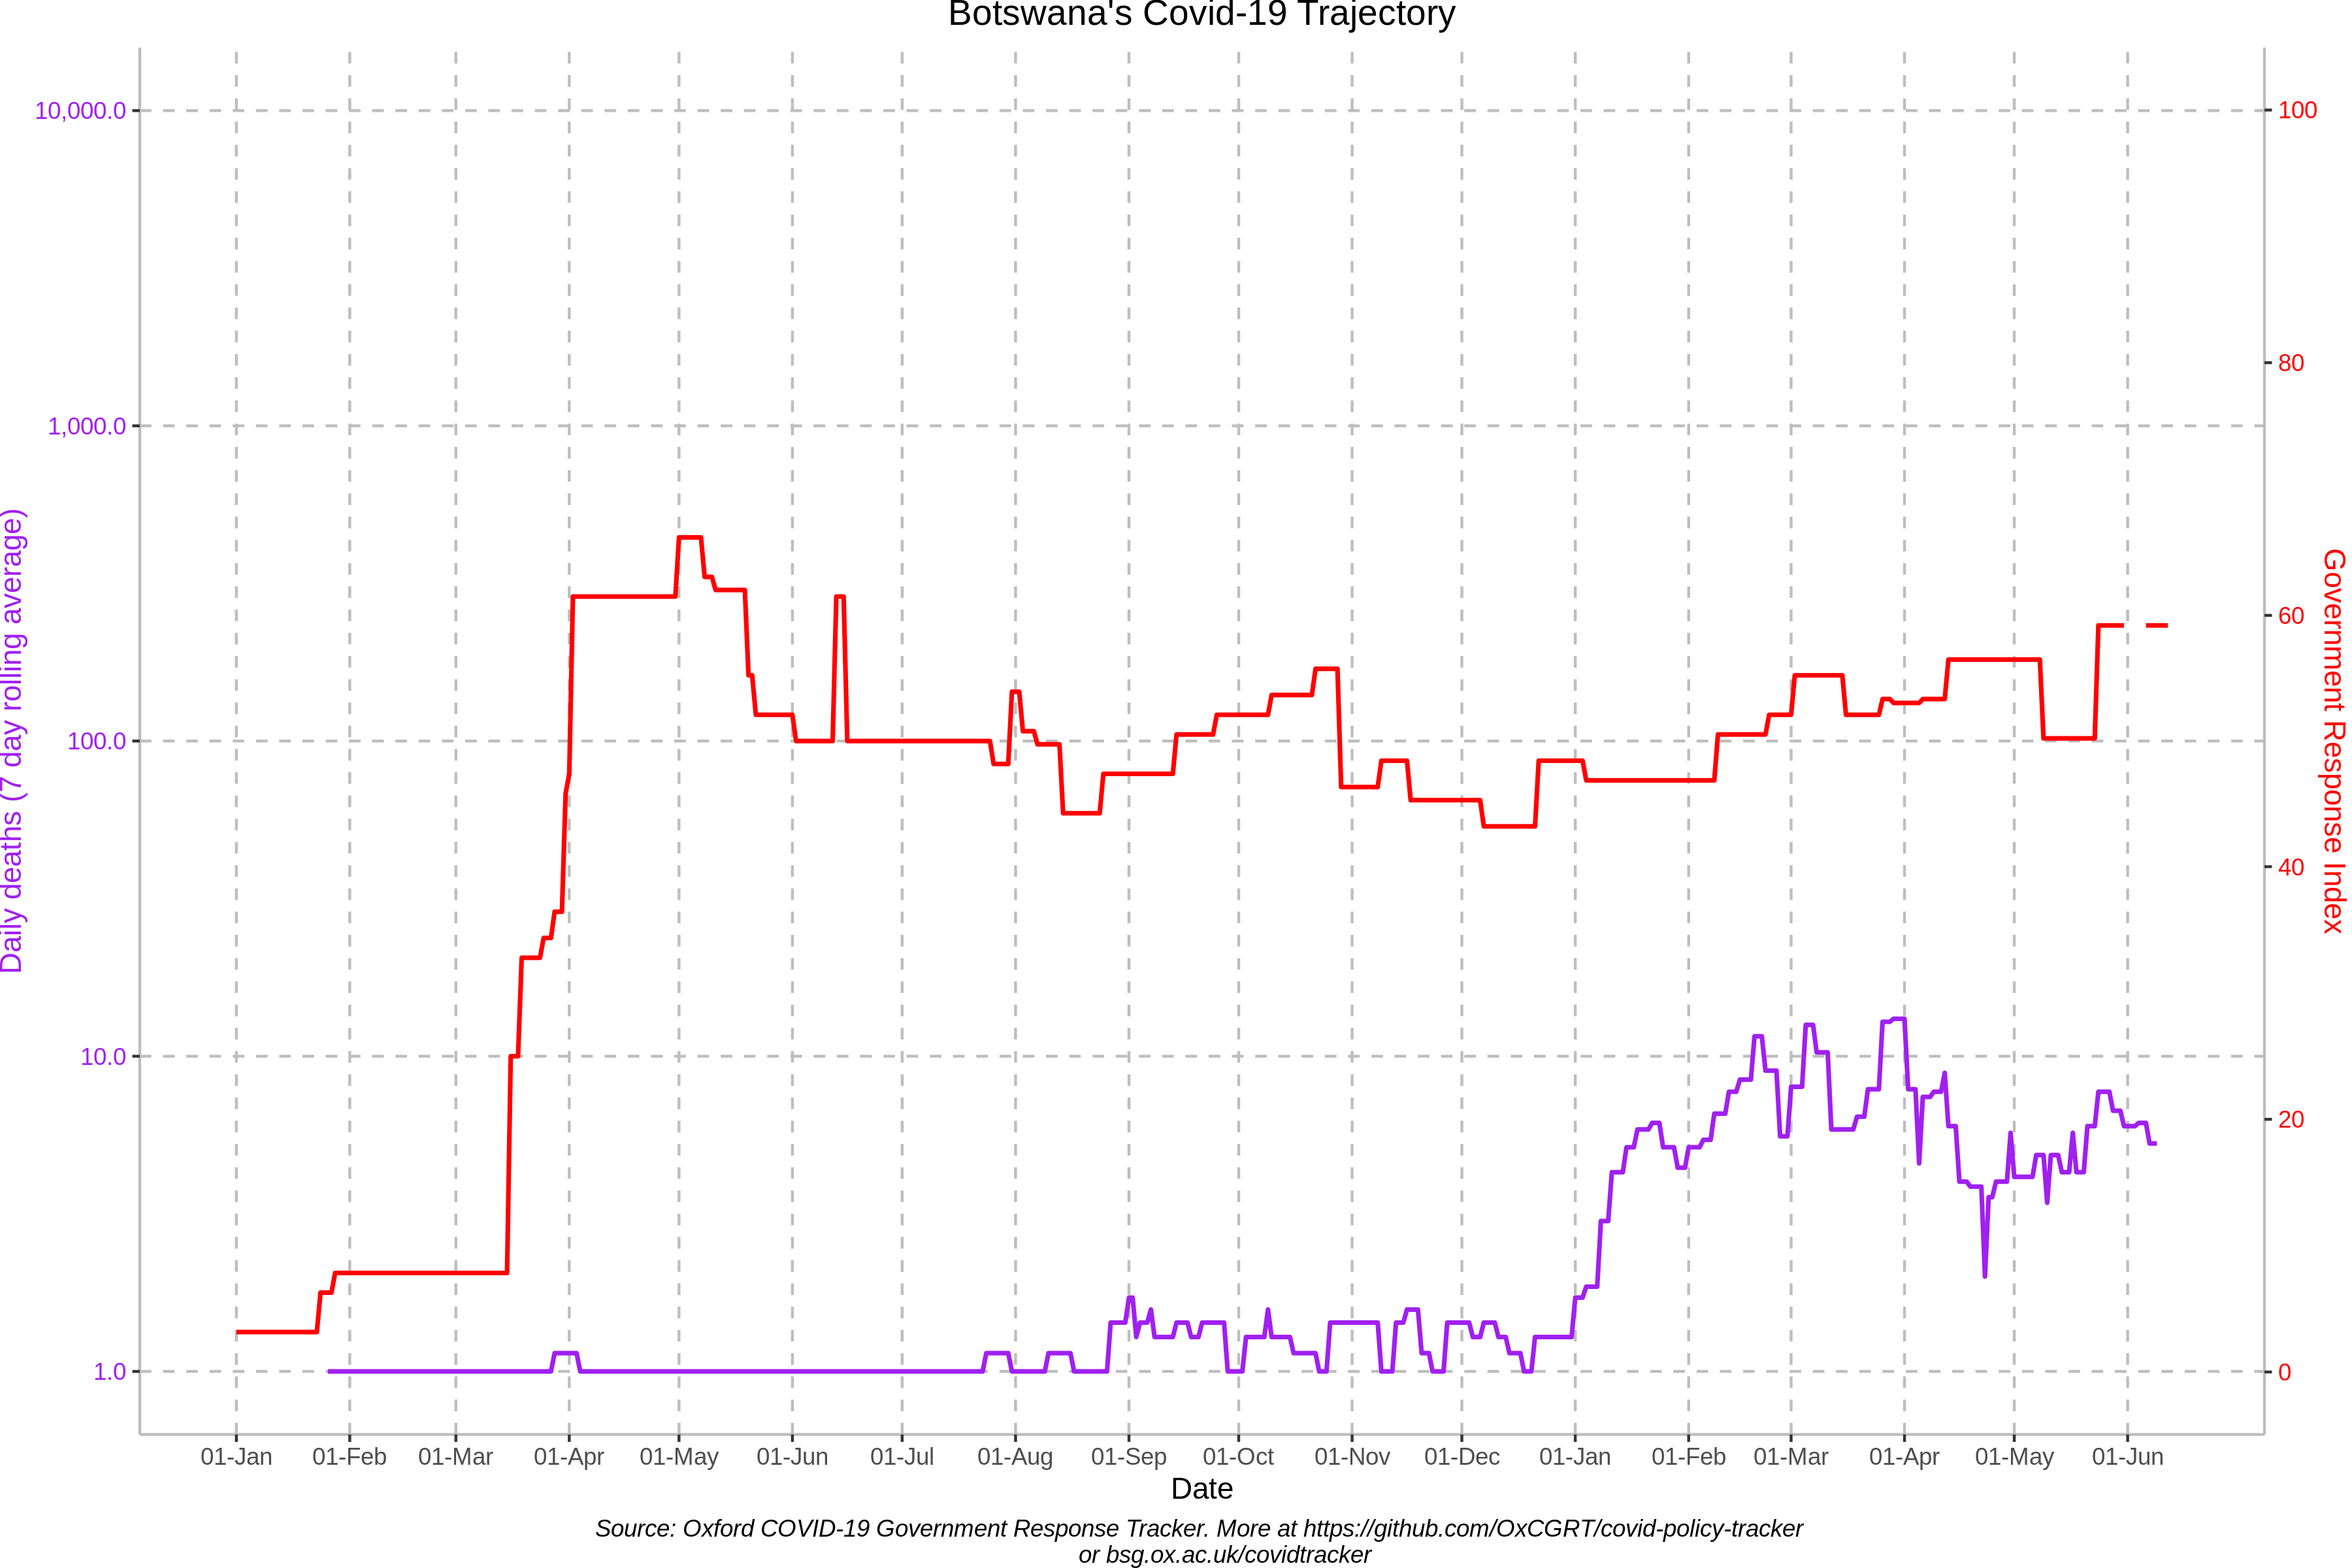 Botswana's Covid-19 Trajectory
10,000.0
1,000.0
100.0
10.0
1.0
Daily deaths (7 day rolling average)
100
80
60
40
20
0
Government Response Index
01-Jan 01-Feb 01-Mar 01-Apr 01-May 01-Jun 01-Jul 01-Aug 01-Sep 01-Oct 01-Nov 01-Dec 01-Jan 01-Feb 01-Mar 01-Apr 01-May 01-Jun
Date
Source: Oxford COVID-19 Government Response Tracker. More at https://github.com/OxCGRT/covid-policy-tracker
or bsg.ox.ac.uk/covidtracker